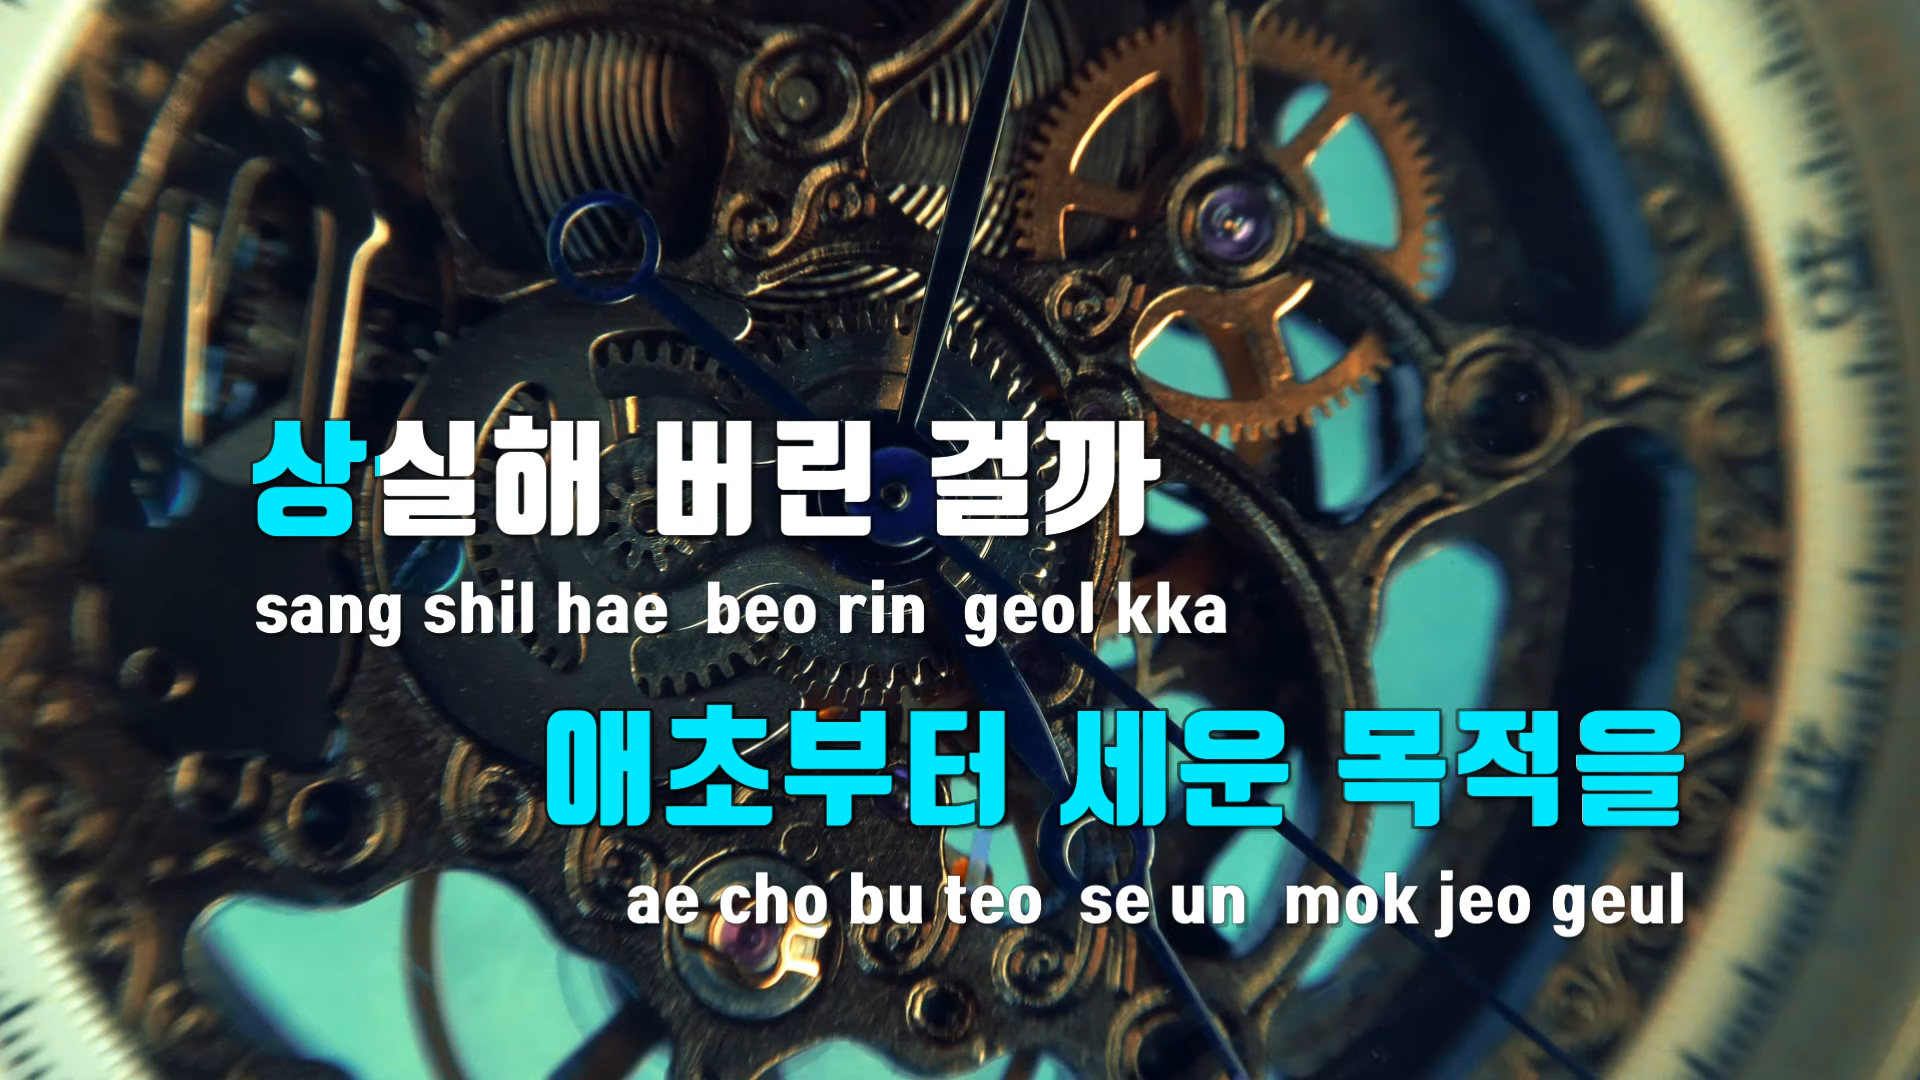 상실해 버린 걸까
sang shil hae beo rin geol kka
애초부터 세운 목적을
ae cho bu teo se un mok jeo geul